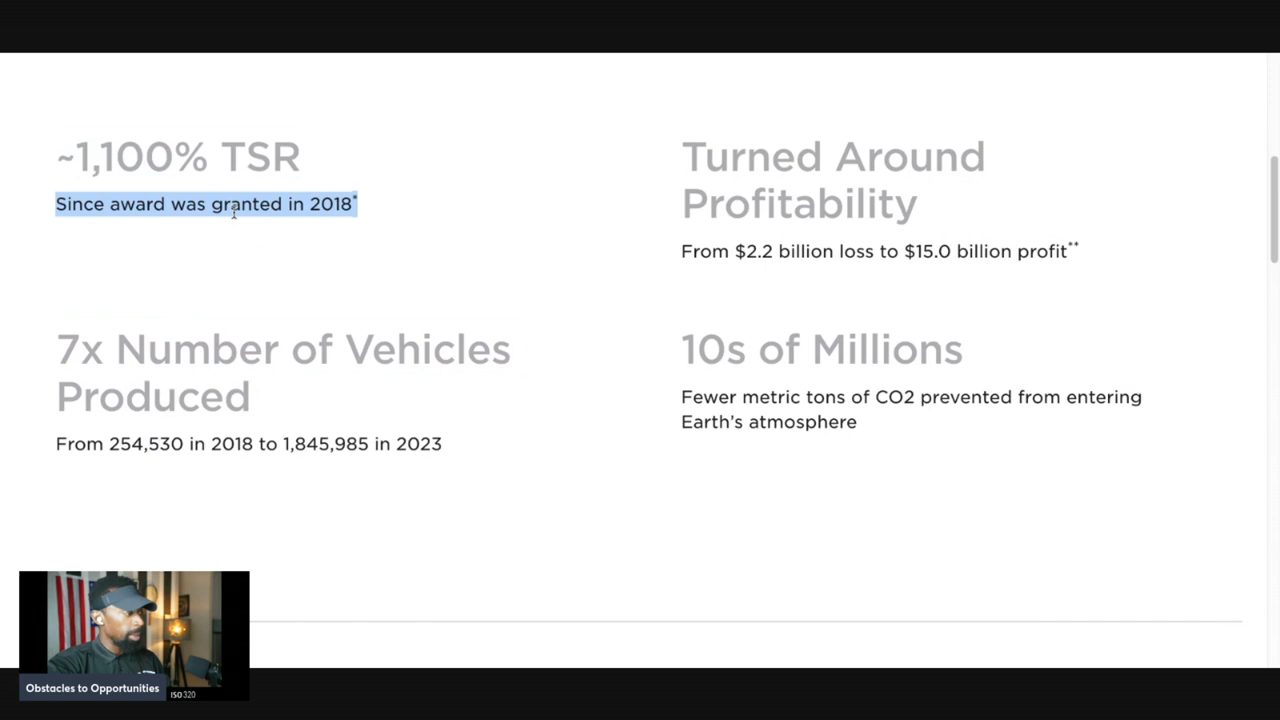 ~1,100% TSR
Since award was granted in 2018*
Turned Around
Profitability
From $2.2 billion loss to $15.0 billion profit**
7x Number of Vehicles
Produced
From 254,530 in 2018 to 1,845,985 in 2023
10s of Millions
Fewer metric tons of CO2 prevented from entering
Earth's atmosphere
Obstacles to Opportunities
ISO 320